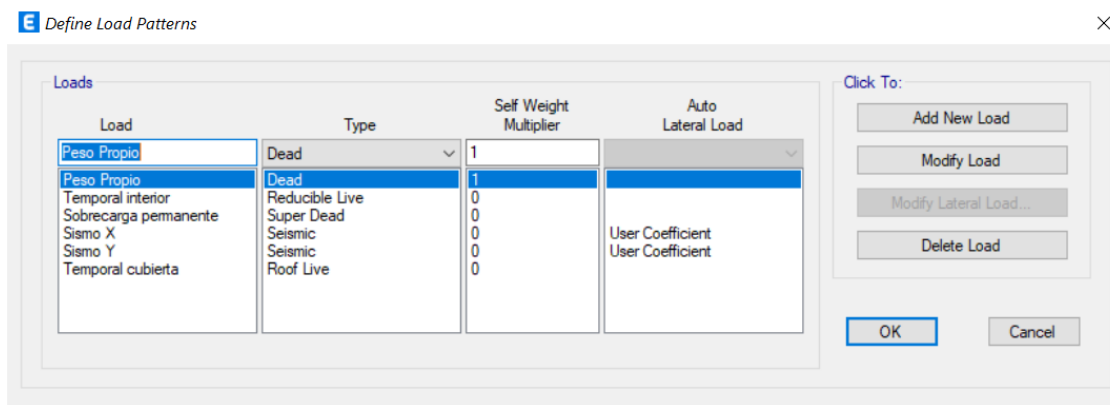 E Define Load Patterns
Loads
Click To:
Load Type Self Weight Multiplier Auto Lateral Load
Peso Propio Dead 1
Add New Load
Peso Propio Dead 1
Modify Load
Temporal interior Reducible Live 0
Sobrecarga permanente Super Dead 0
Modify Lateral Load...
Sismo X Seismic 0 User Coefficient
Sismo Y Seismic 0 User Coefficient
Delete Load
Temporal cubierta Roof Live 0
OK Cancel